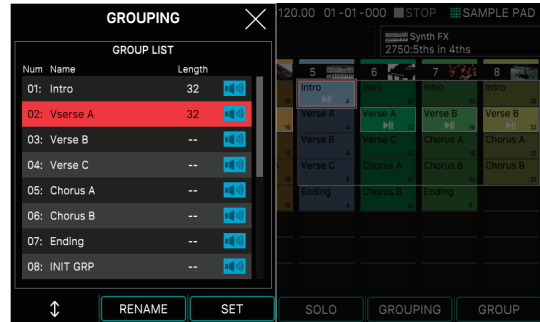 GROUPING
GROUP LIST
Num Name Length
01: Intro 32
02: Vserse A 32
03: Verse B --
04: Verse C --
05: Chorus A --
06: Chorus B --
07: Ending --
08: INIT GRP --
RENAME SET
120.00 01-01-000 STOP SAMPLE PAD
Synth FX
2750:5ths in 4ths
5 6 7 8
Intro Intro Intro Intro
Verse A Verse A Verse B Verse B
Verse B Verse C Chorus A Chorus A
Verse C Chorus A Chorus B Chorus B
Ending Chorus B Ending
SOLO GROUPING GROUP